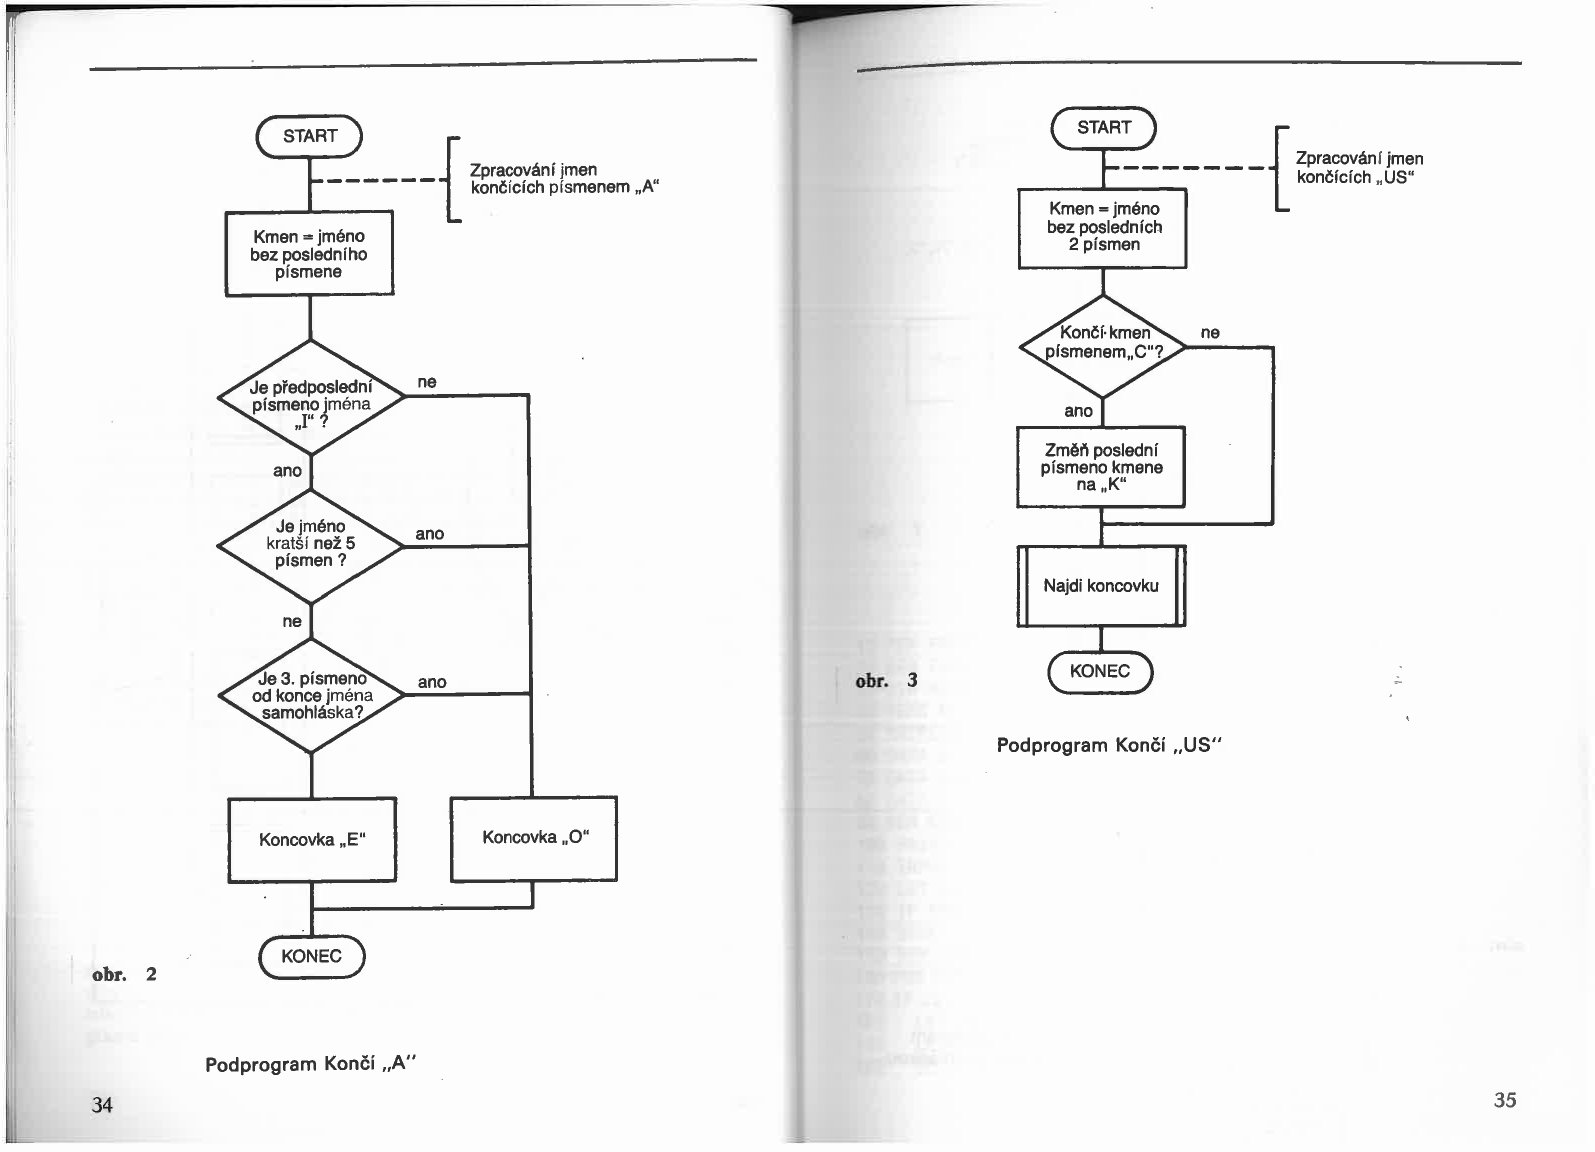 START
Zpracování jmen
končících písmenem „A“
Kmen = jméno
bez posledního
písmene
Je předposlední
písmeno jména
„I“ ?
ne
ano
Je jméno
kratší než 5
písmen ?
ano
ne
Je 3. písmeno
od konce jména
samohláska?
ano
Koncovka „E“
Koncovka „O“
KONEC
obr. 2
Podprogram Končí „A“
34
START
Zpracování jmen
končících „US“
Kmen = jméno
bez posledních
2 písmen
Končí kmen
písmenem„C“?
ne
ano
Změň poslední
písmeno kmene
na „K“
Najdi koncovku
KONEC
obr. 3
Podprogram Končí „US“
35